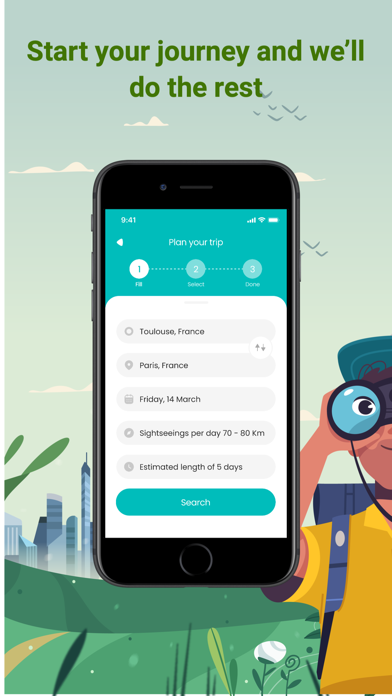 Start your journey and we'll
do the rest
9:41
Plan your trip
1
2
3
Fill
Select
Done
Toulouse, France
Paris, France
Friday, 14 March
Sightseeings per day 70 - 80 Km
Estimated length of 5 days
Search